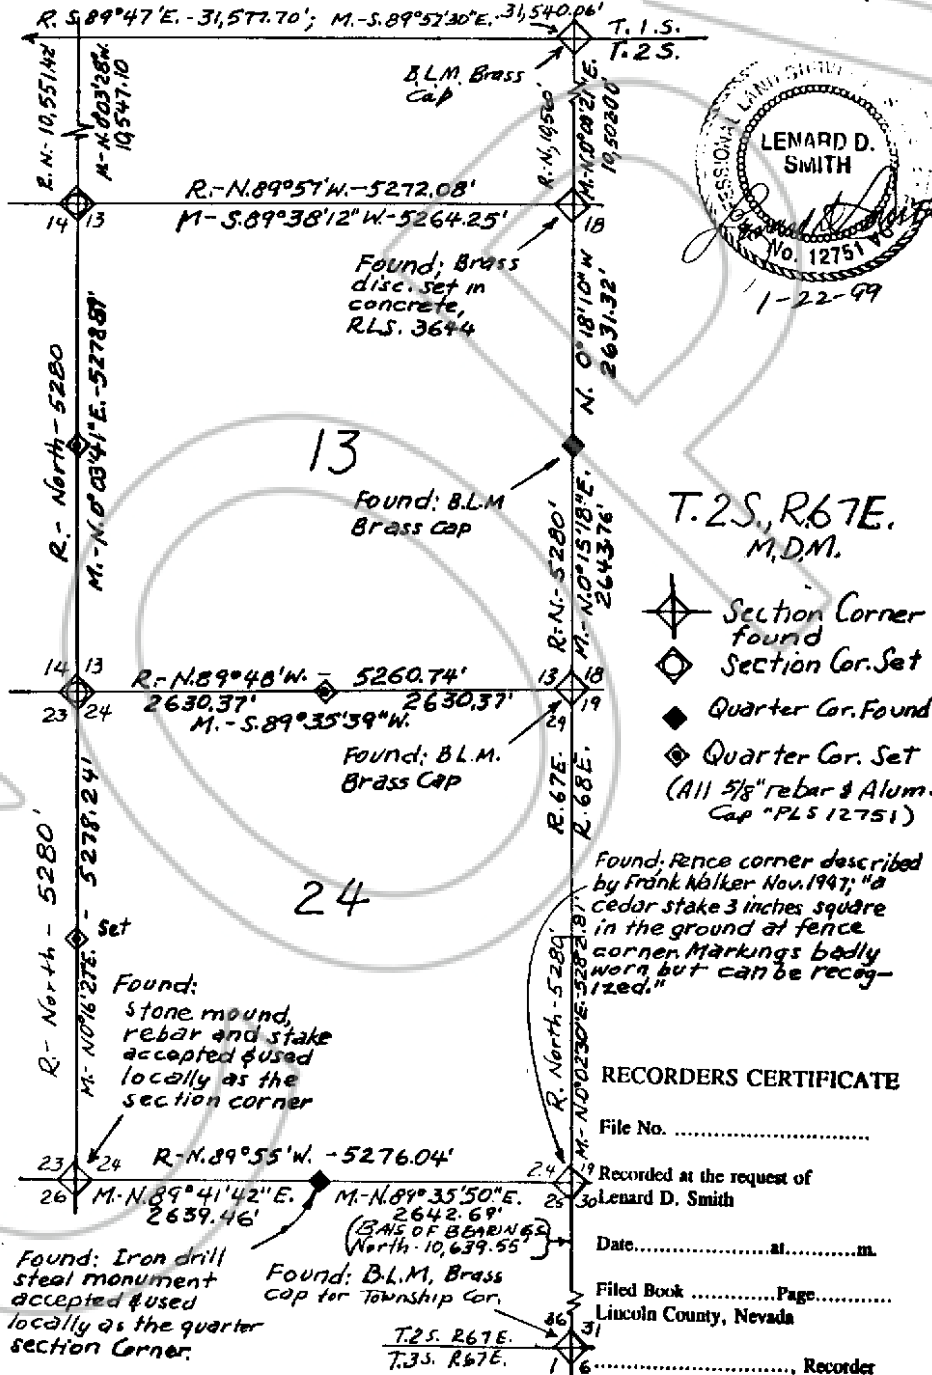 R. S.89°47'E. - 31,577.70'; M.-S.89°57'30"E. 31,540.06'
T. 1. S.
T. 2 S.
B.L.M. Brass
Cap
R. N.- 10,551.42'
M-N.0°03'28"W.
10,547.10
R.-N, 10,560'
M.-N.0°09'21"E.
10,502.00'
LENARD D.
SMITH
No. 12751
1-22-99
R.-N.89°57'W.-5272.08'
M-S.89°38'12"W-5264.25'
14 13
18
Found; Brass
disc. set in
concrete,
RLS. 3644
N. 0°18'10"W
2631.32'
R.- North - 5280
M.-N.0°03'41"E.-5278.87'
13
Found: B.L.M
Brass cap
R.-N.-5280'
M.-N.0°15'18"E.
2643.76'
T. 2S., R.67E.
M.D.M.
Section Corner
found
Section Cor. Set
Quarter Cor. Found
Quarter Cor. Set
(All 5/8" rebar & Alum.
Cap "PLS 12751)
14 13
23 24
R.-N.89°48'W. - 5260.74'
2630.37' 2630.37'
M.-S.89°35'39"W.
13 18
24 19
Found: B.L.M.
Brass Cap
R.67E.
R.68E.
Found: Fence corner described
by Frank Walker Nov. 1947; "a
cedar stake 3 inches square
in the ground at fence
corner. Markings badly
worn but can be recog-
ized."
24
R.- North - 5280'
M.- N0°16'27"E. - 5278.24'
Set
Found:
Stone mound,
rebar and stake
accepted & used
locally as the
section corner
R. North-5280'
M.-N.0°02'30"E-5282.81'
RECORDERS CERTIFICATE
File No. ...............................
Recorded at the request of
Lenard D. Smith
Date...................at............m.
Filed Book ............Page............
Lincoln County, Nevada
............................, Recorder
23 24
26
R-N.89°55'W. -5276.04'
M-N.89°41'42"E.
2639.46'
M-N.89°35'50"E.
2642.69'
24 19
25 30
(BAIS OF BEARINGS
North-10,639.55')
Found: Iron drill
steel monument
accepted & used
locally as the quarter
section Corner.
Found: B.L.M, Brass
cap for Township Cor.
36 31
T.2S. R67E.
T.3S. R67E.
1 6
COPY